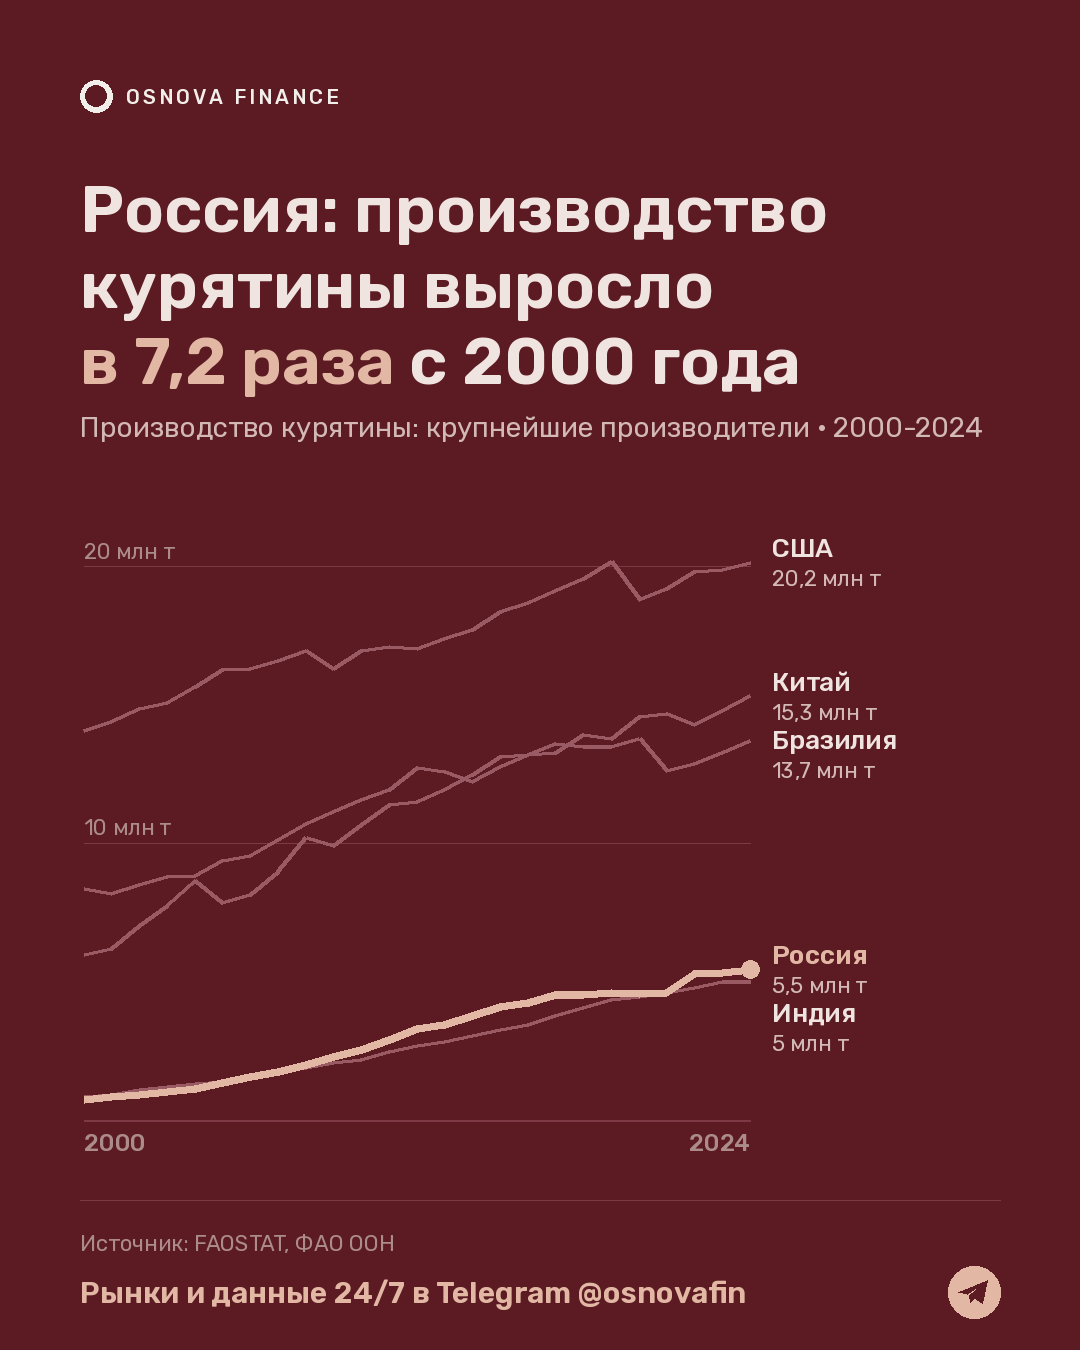 OSNOVA FINANCE
Россия: производство
курятины выросло
в 7,2 раза с 2000 года
Производство курятины: крупнейшие производители • 2000–2024
20 млн т
США
20,2 млн т
Китай
15,3 млн т
Бразилия
13,7 млн т
10 млн т
Россия
5,5 млн т
Индия
5 млн т
2000
2024
Источник: FAOSTAT, ФАО ООН
Рынки и данные 24/7 в Telegram @osnovafin